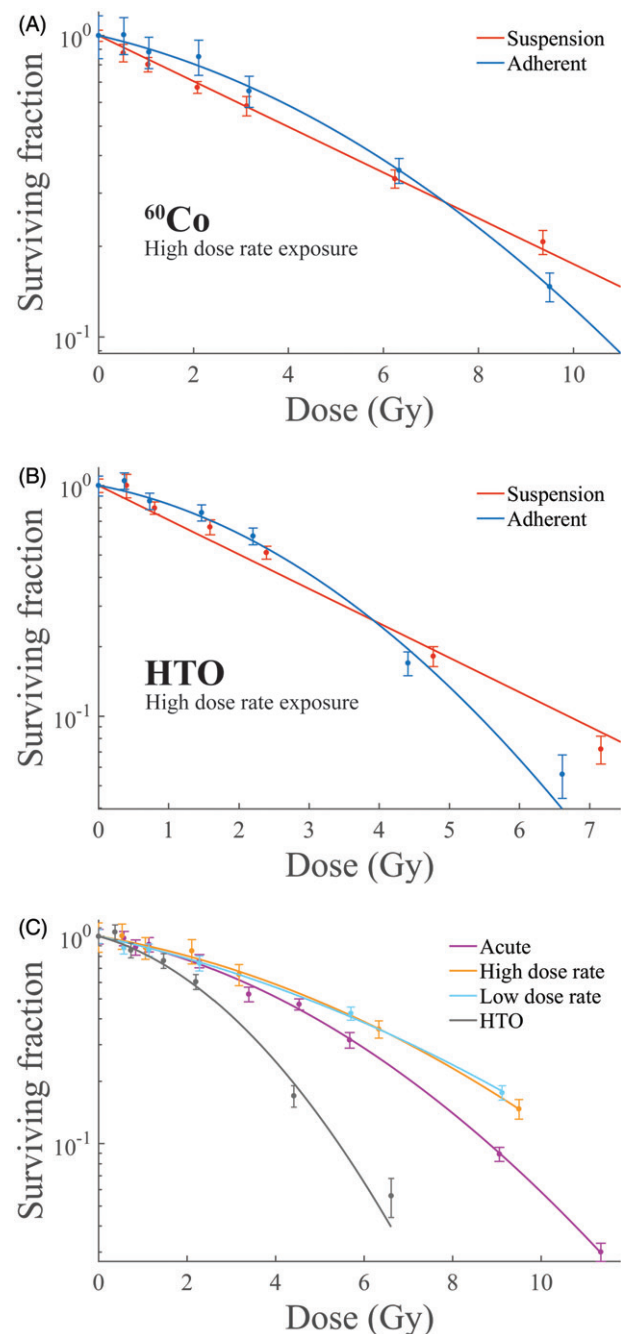 (A)
10⁰
Suspension
Adherent
Surviving fraction
⁶⁰Co
High dose rate exposure
10⁻¹
0 2 4 6 8 10
Dose (Gy)
(B)
10⁰
Suspension
Adherent
Surviving fraction
HTO
High dose rate exposure
10⁻¹
0 1 2 3 4 5 6 7
Dose (Gy)
(C)
10⁰
Acute
High dose rate
Low dose rate
HTO
Surviving fraction
10⁻¹
0 2 4 6 8 10
Dose (Gy)